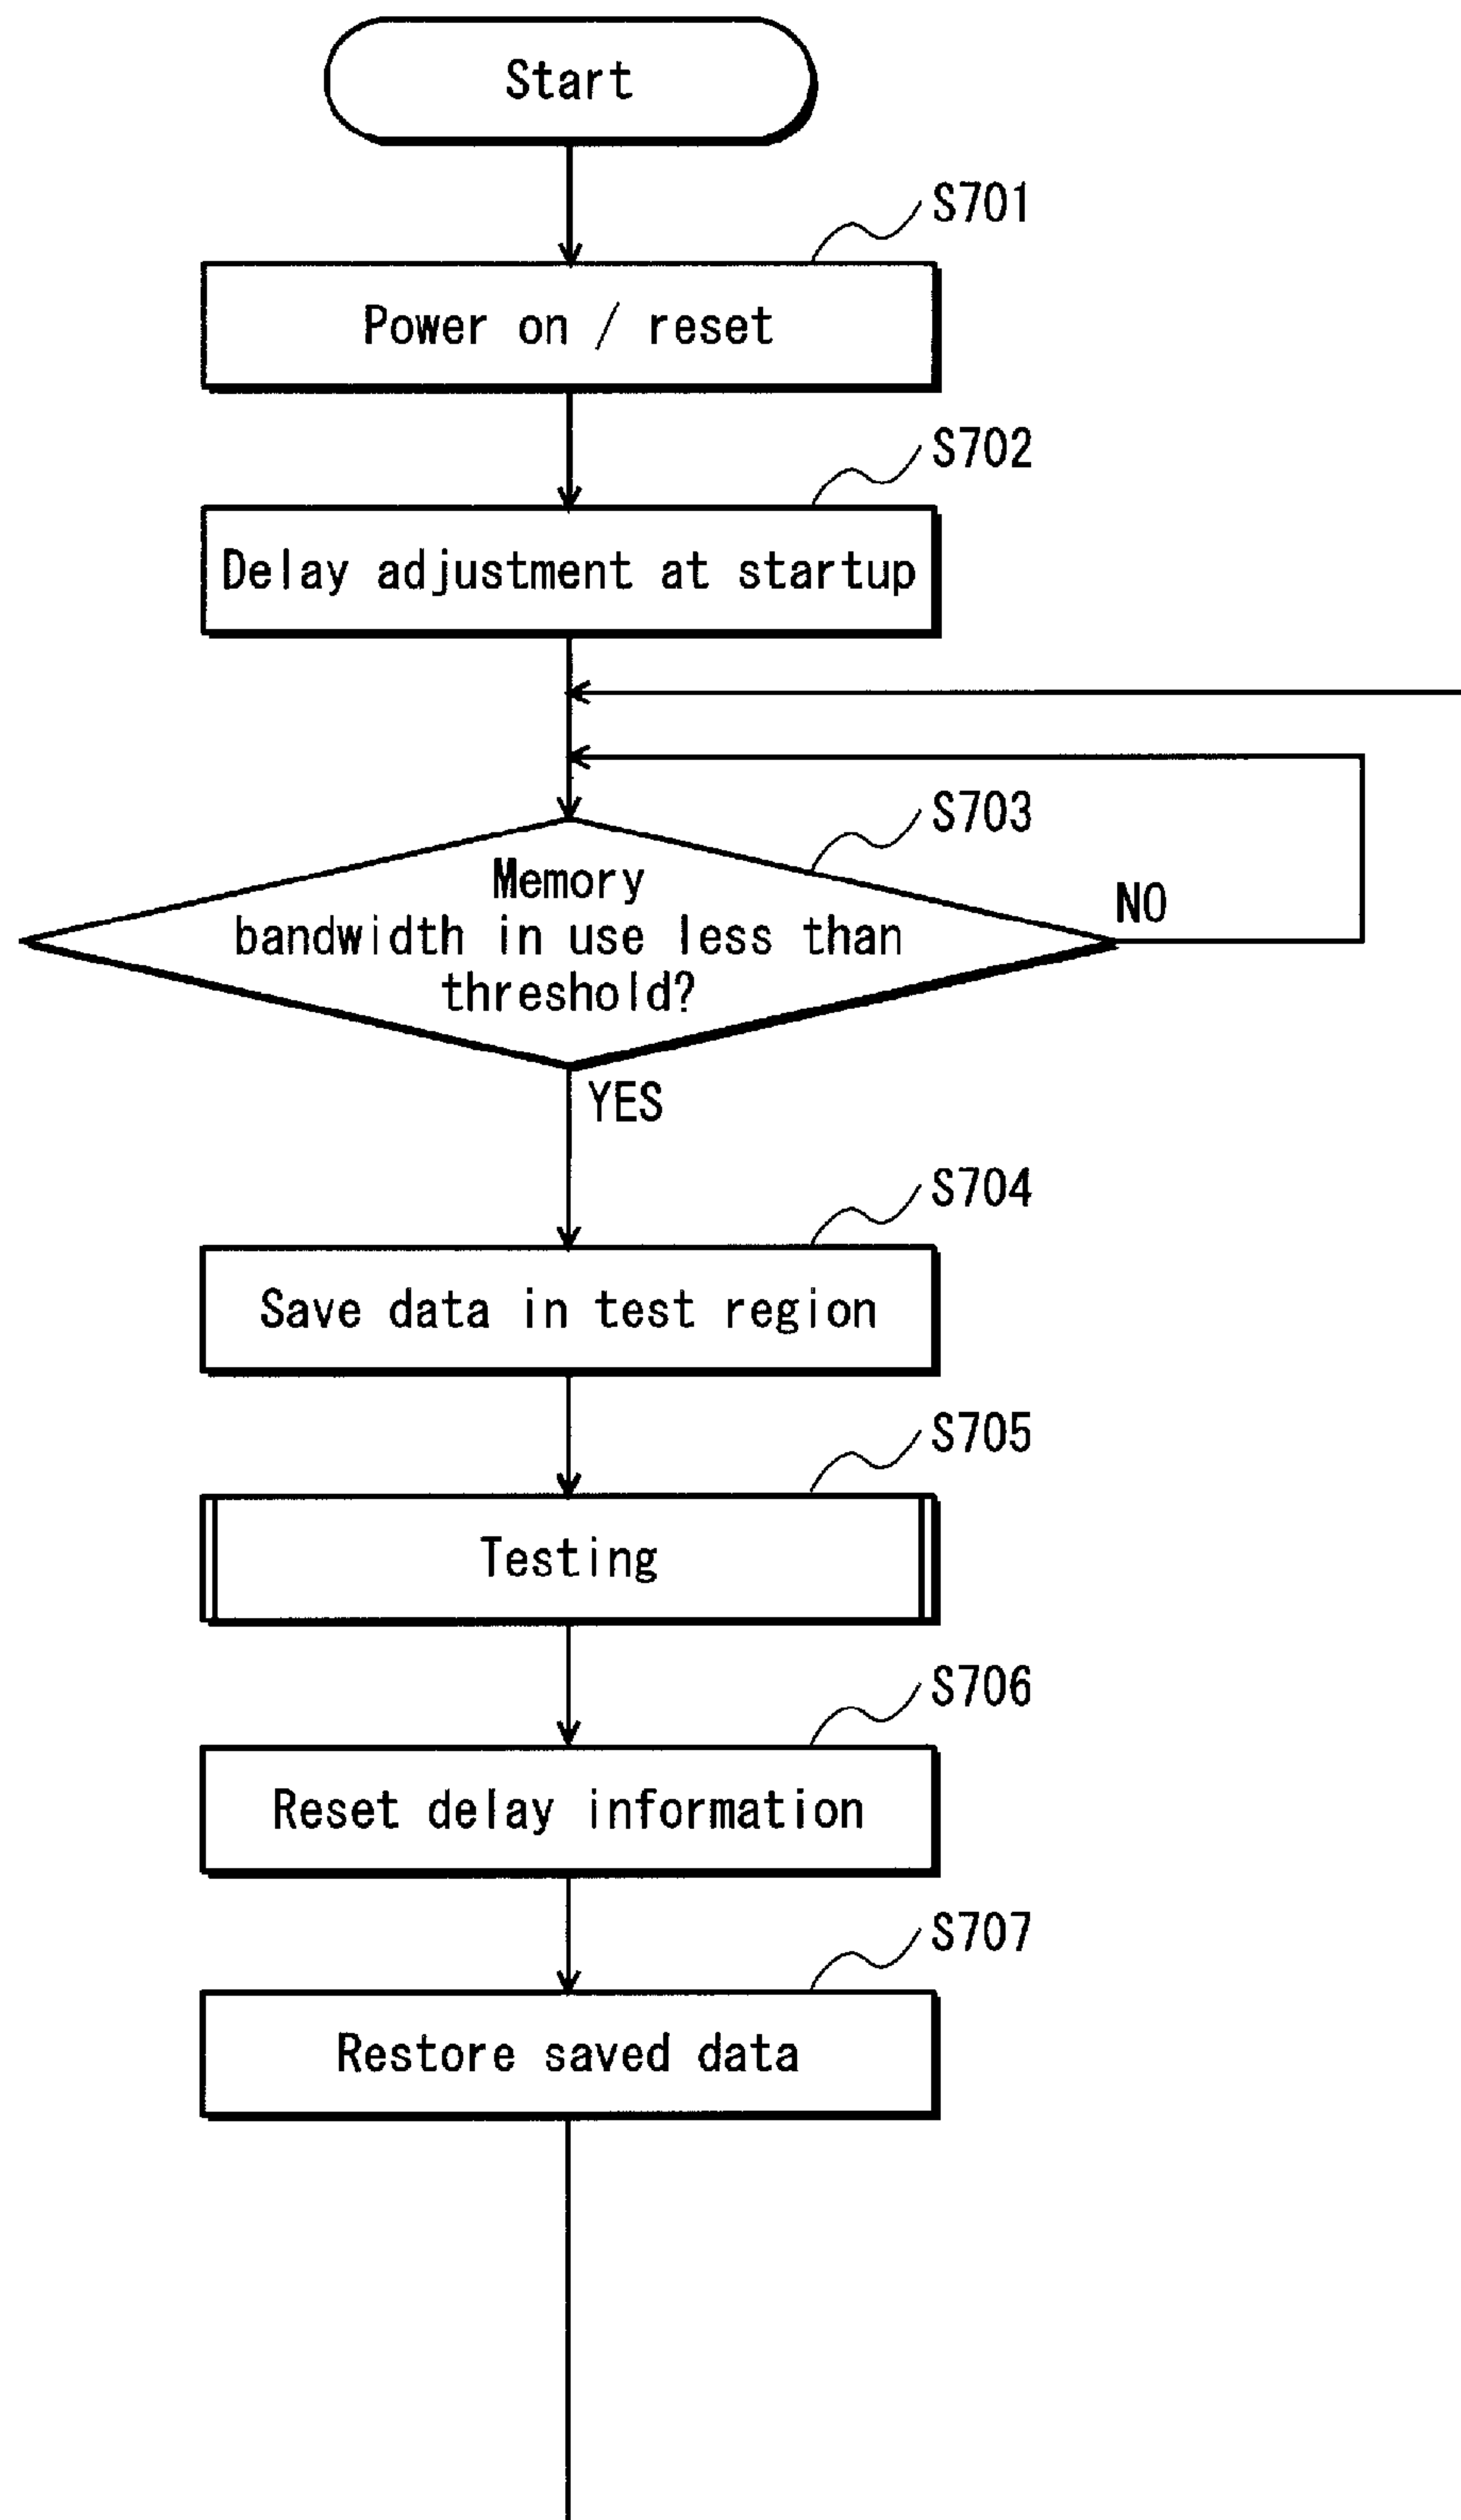 Start
S701
Power on / reset
S702
Delay adjustment at startup
S703
Memory
bandwidth in use less than
threshold?
NO
YES
S704
Save data in test region
S705
Testing
S706
Reset delay information
S707
Restore saved data